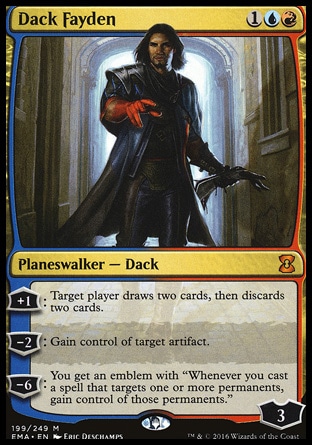 Dack Fayden 1
Planeswalker — Dack
+1: Target player draws two cards, then discards
two cards.
-2: Gain control of target artifact.
-6: You get an emblem with "Whenever you cast
a spell that targets one or more permanents,
gain control of those permanents."
3
199/249 M
EMA • EN Eric Deschamps
™ & © 2016 Wizards of the Coast